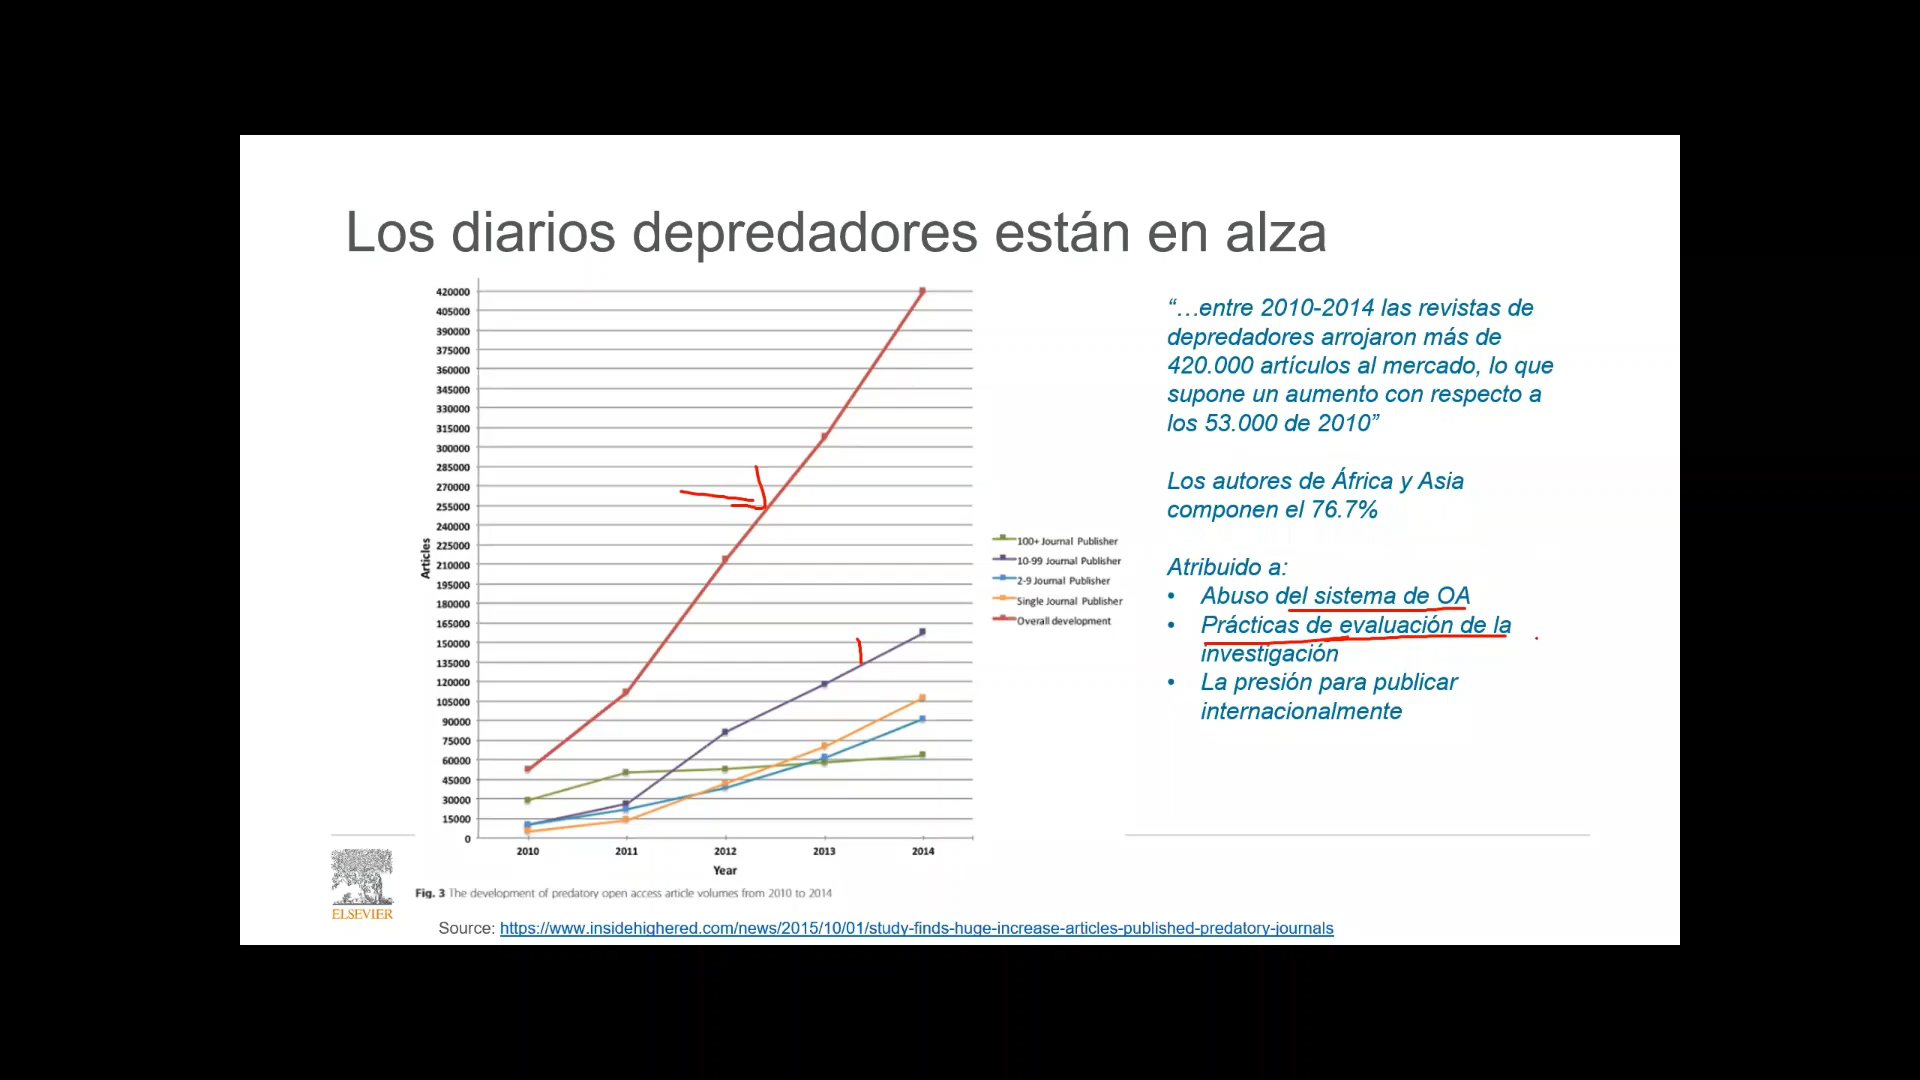 Los diarios depredadores están en alza
420000
405000
390000
375000
360000
345000
330000
315000
300000
285000
270000
255000
240000
225000
210000
195000
180000
165000
150000
135000
120000
105000
90000
75000
60000
45000
30000
15000
0
Articles
2010 2011 2012 2013 2014
Year
100+ Journal Publisher
10-99 Journal Publisher
2-9 Journal Publisher
Single Journal Publisher
Overall development
“…entre 2010-2014 las revistas de
depredadores arrojaron más de
420.000 artículos al mercado, lo que
supone un aumento con respecto a
los 53.000 de 2010”
Los autores de África y Asia
componen el 76.7%
Atribuido a:
• Abuso del sistema de OA
• Prácticas de evaluación de la
investigación
• La presión para publicar
internacionalmente
Fig. 3 The development of predatory open access article volumes from 2010 to 2014
ELSEVIER
Source: https://www.insidehighered.com/news/2015/10/01/study-finds-huge-increase-articles-published-predatory-journals